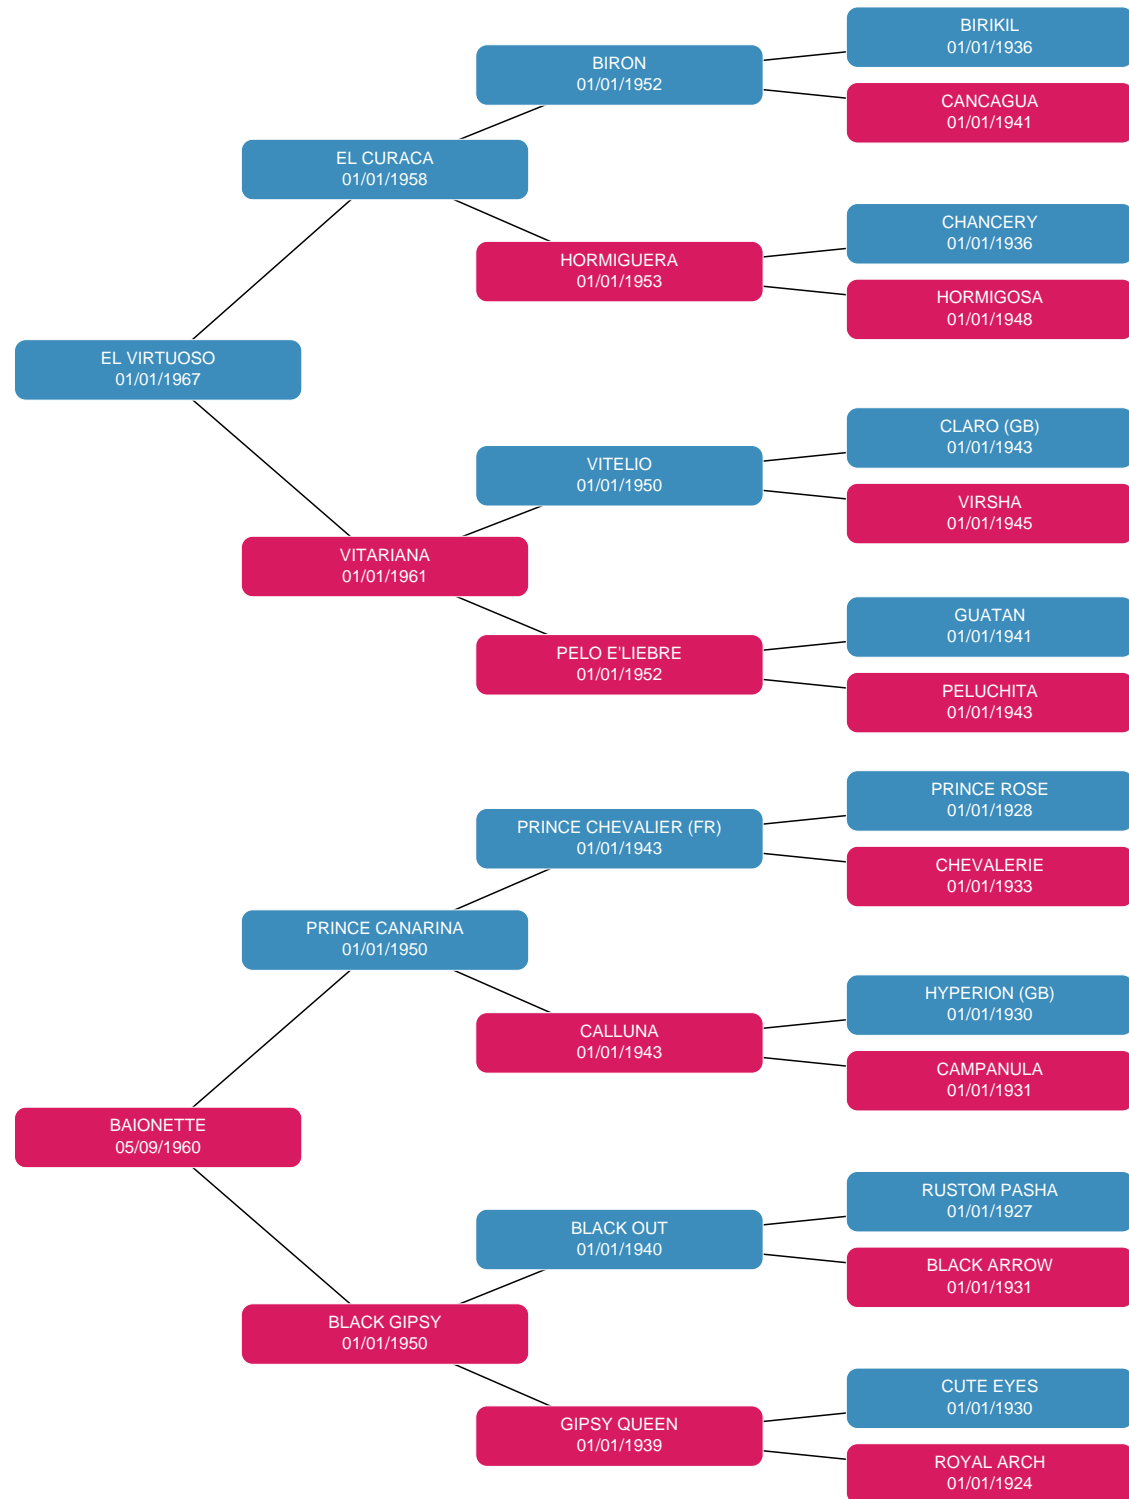 BIRIKIL
01/01/1936
BIRON
01/01/1952
CANCAGUA
01/01/1941
EL CURACA
01/01/1958
CHANCERY
01/01/1936
HORMIGUERA
01/01/1953
HORMIGOSA
01/01/1948
EL VIRTUOSO
01/01/1967
CLARO (GB)
01/01/1943
VITELIO
01/01/1950
VIRSHA
01/01/1945
VITARIANA
01/01/1961
GUATAN
01/01/1941
PELO E'LIEBRE
01/01/1952
PELUCHITA
01/01/1943
PRINCE ROSE
01/01/1928
PRINCE CHEVALIER (FR)
01/01/1943
CHEVALERIE
01/01/1933
PRINCE CANARINA
01/01/1950
HYPERION (GB)
01/01/1930
CALLUNA
01/01/1943
CAMPANULA
01/01/1931
BAIONETTE
05/09/1960
RUSTOM PASHA
01/01/1927
BLACK OUT
01/01/1940
BLACK ARROW
01/01/1931
BLACK GIPSY
01/01/1950
CUTE EYES
01/01/1930
GIPSY QUEEN
01/01/1939
ROYAL ARCH
01/01/1924